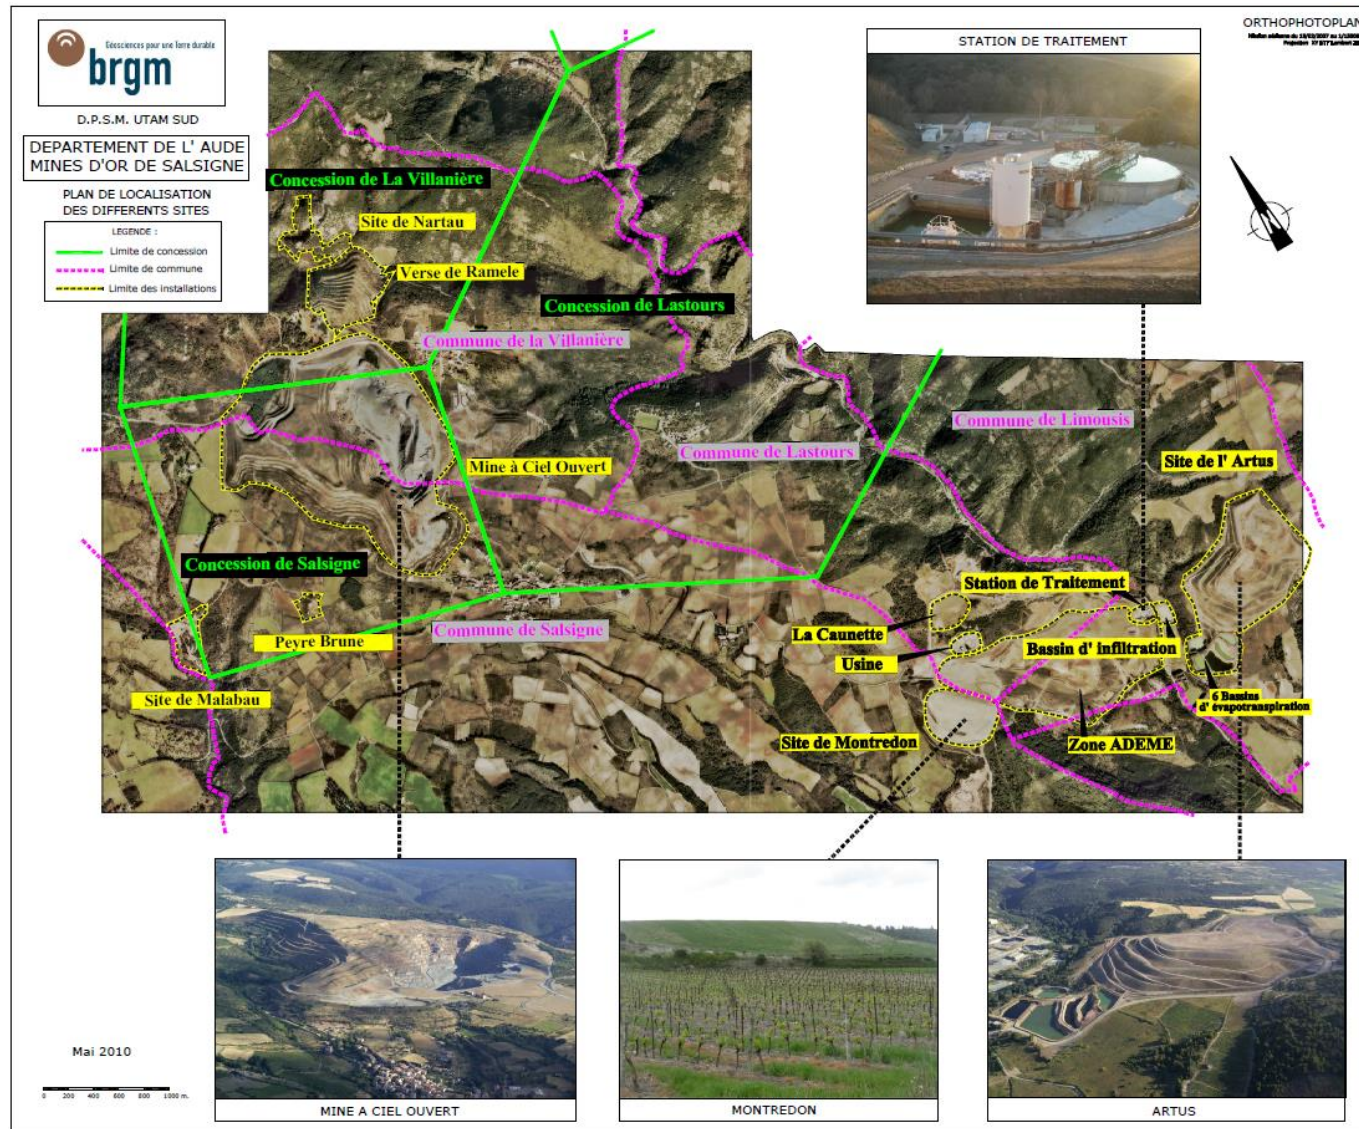 Géosciences pour une Terre durable
brgm
D.P.S.M. UTAM SUD
DEPARTEMENT DE L' AUDE
MINES D'OR DE SALSIGNE
PLAN DE LOCALISATION
DES DIFFERENTS SITES
LEGENDE :
Limite de concession
Limite de commune
Limite des installations
ORTHOPHOTOPLAN
STATION DE TRAITEMENT
Concession de La Villanière
Site de Nartau
Verse de Ramele
Concession de Lastours
Commune de la Villanière
Commune de Limousis
Commune de Lastours
Mine à Ciel Ouvert
Site de l' Artus
Concession de Salsigne
Station de Traitement
La Caunette
Commune de Salsigne
Peyre Brune
Bassin d' infiltration
Usine
Site de Malabau
6 Bassins
d' évapotranspiration
Site de Montredon
Zone ADEME
Mai 2010
0 200 400 600 800 1000 m.
MINE A CIEL OUVERT
MONTREDON
ARTUS